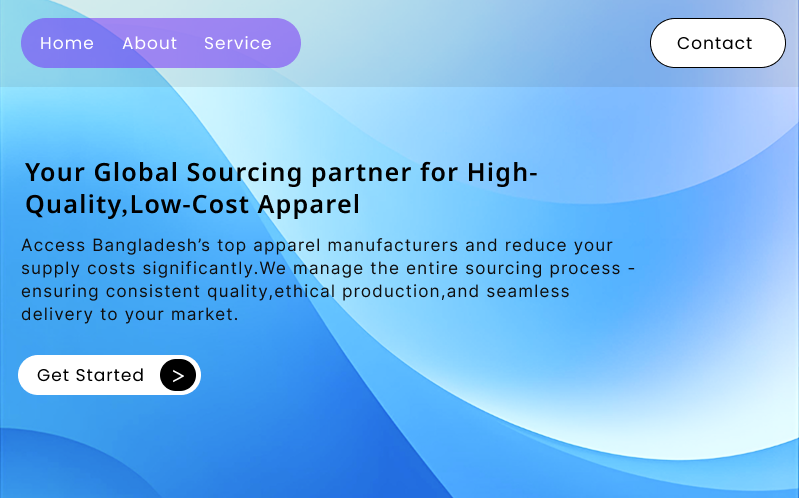 Home About Service Contact
Your Global Sourcing partner for High-
Quality,Low-Cost Apparel
Access Bangladesh’s top apparel manufacturers and reduce your
supply costs significantly.We manage the entire sourcing process -
ensuring consistent quality,ethical production,and seamless
delivery to your market.
Get Started >